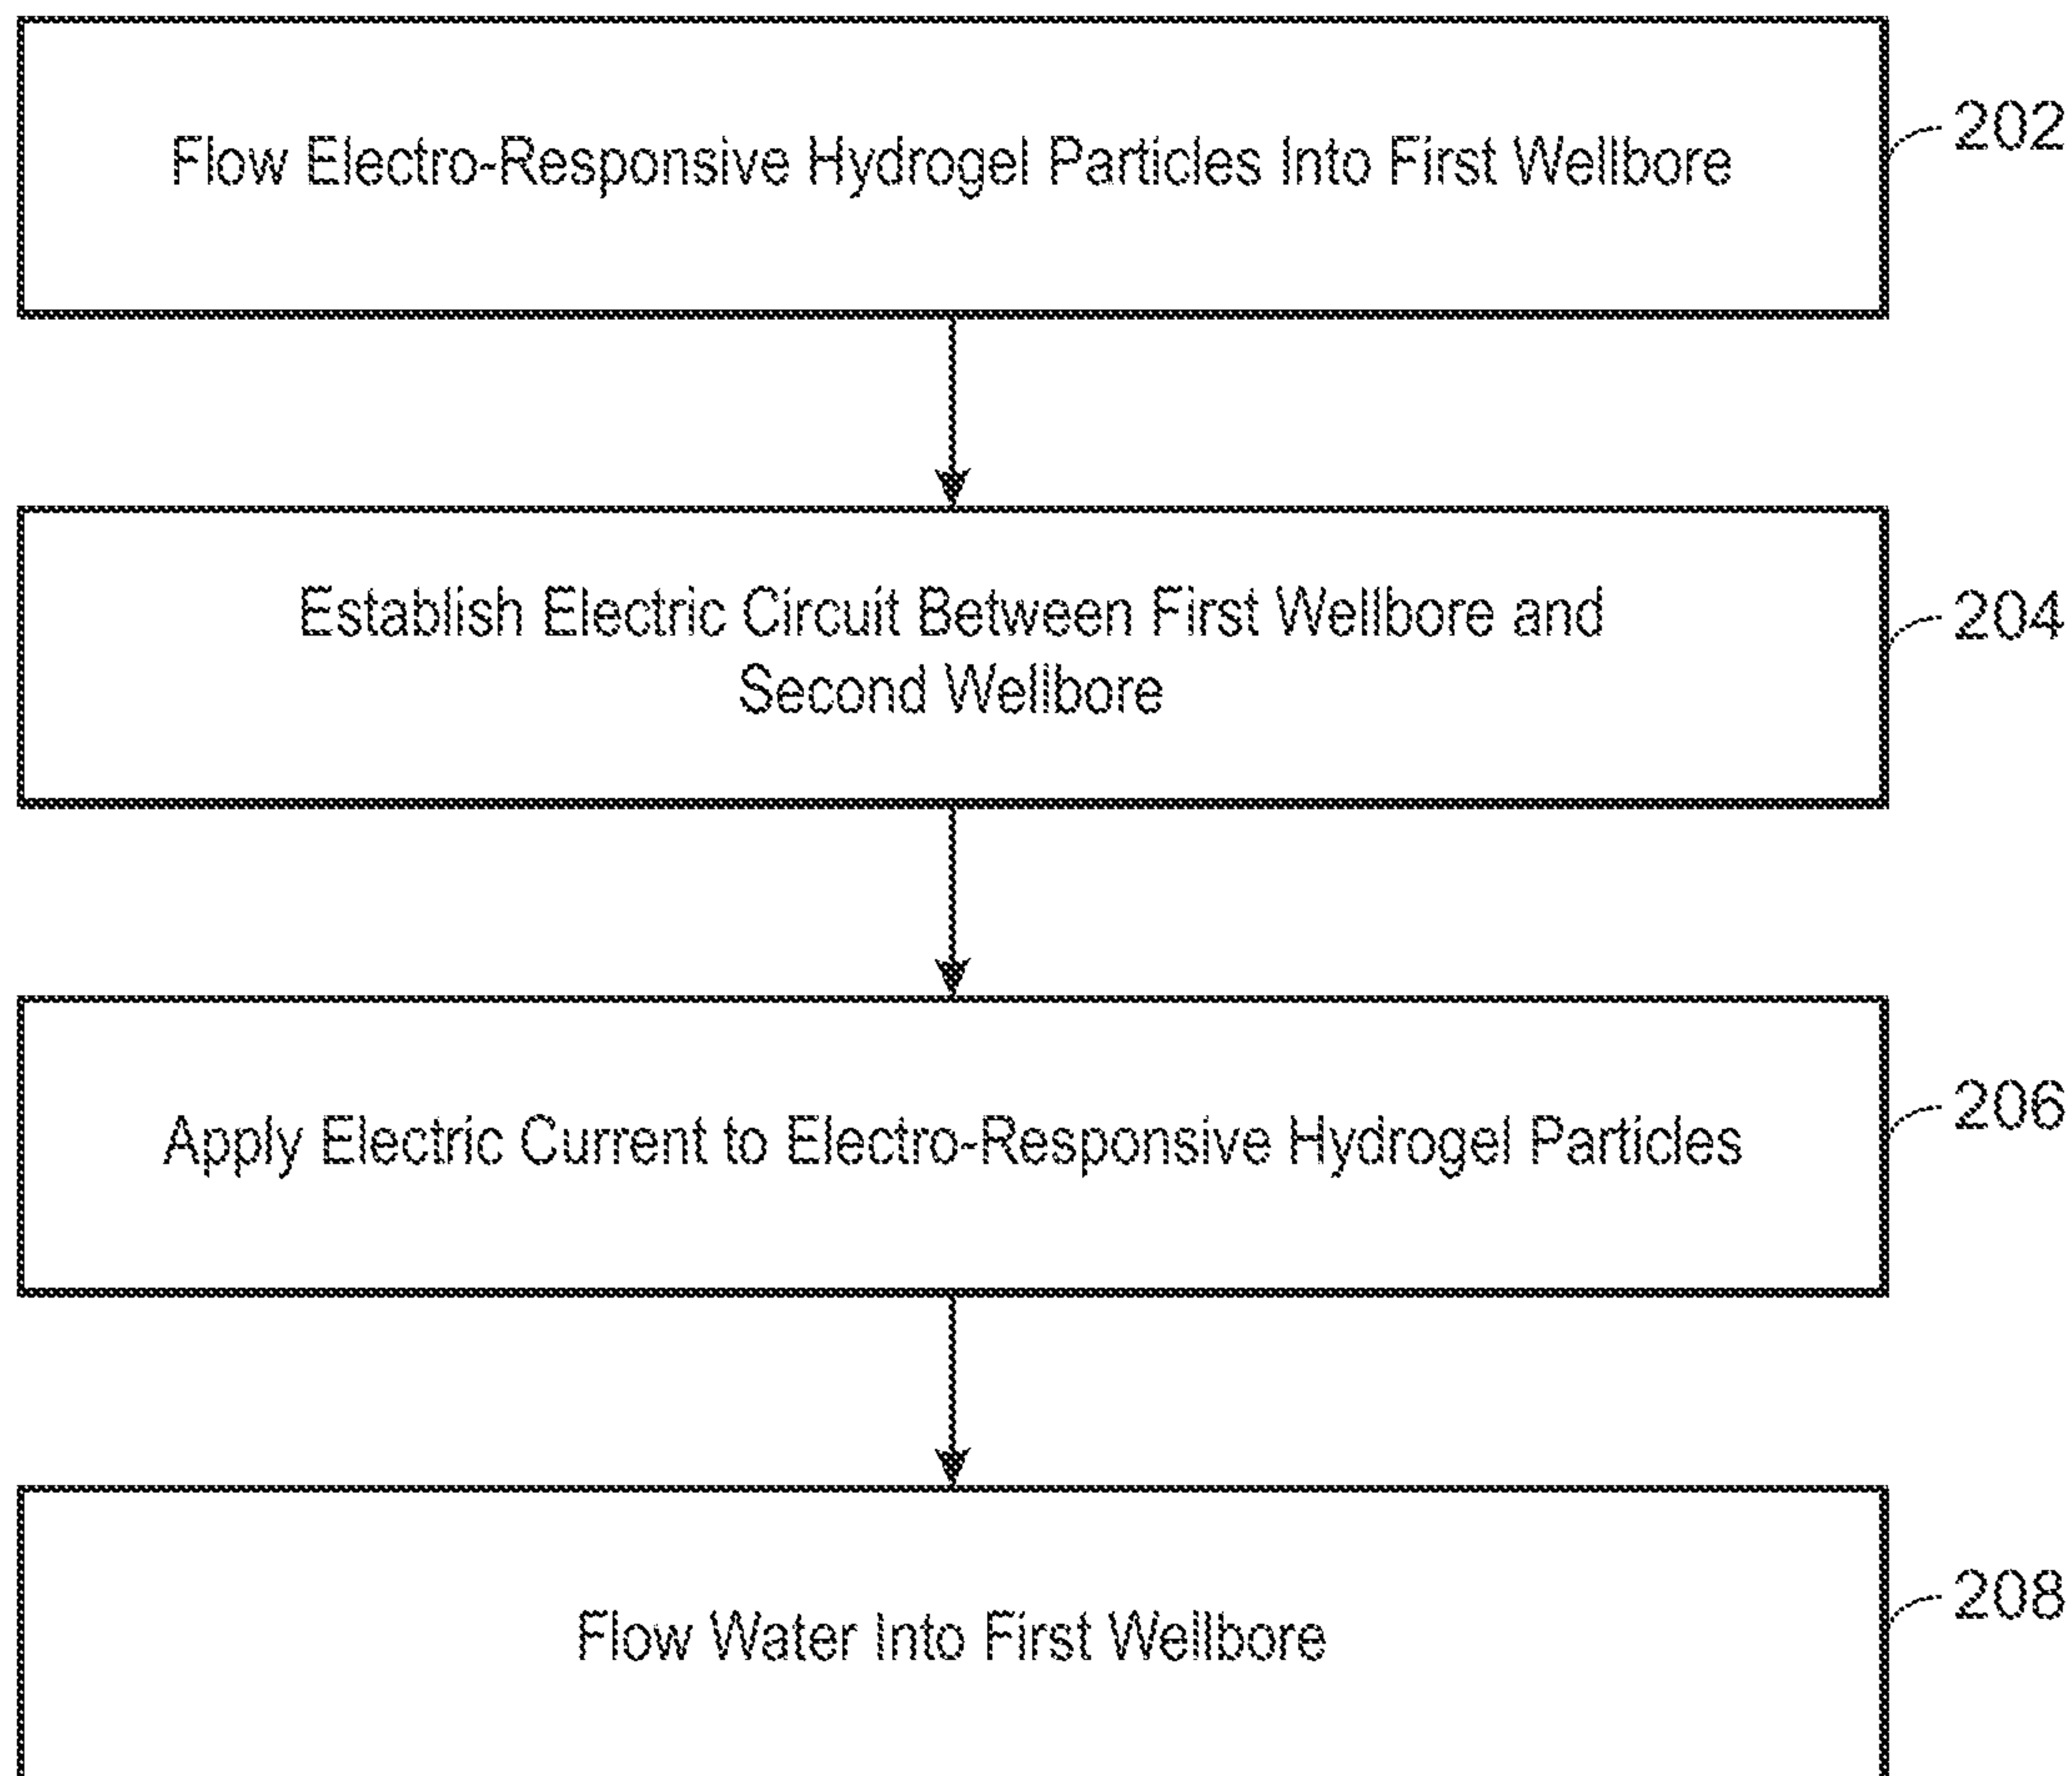 Flow Electro-Responsive Hydrogel Particles Into First Wellbore
202
Establish Electric Circuit Between First Wellbore and
Second Wellbore
204
Apply Electric Current to Electro-Responsive Hydrogel Particles
206
Flow Water Into First Wellbore
208